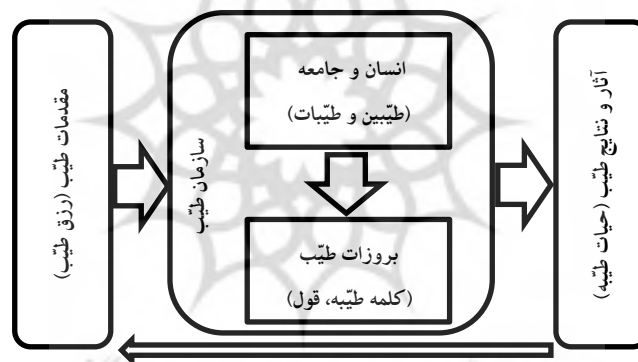 مقدمات طیّب (رزق طیّب)
سازمان طیّب
انسان و جامعه
(طیّبین و طیّبات)
بروزات طیّب
(کلمه طیّبه، قول)
آثار و نتایج طیّب (حیات طیّبه)